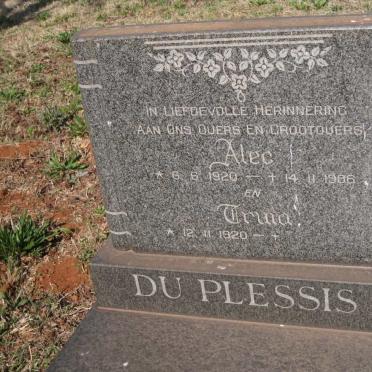 IN LIEFDEVOLLE HERINNERING
AAN ONS OUERS EN GROOTOUERS
Alec
* 6.6.1920 – + 14.11.1986
EN
Truia
* 12.11.1920 – +
DU PLESSIS